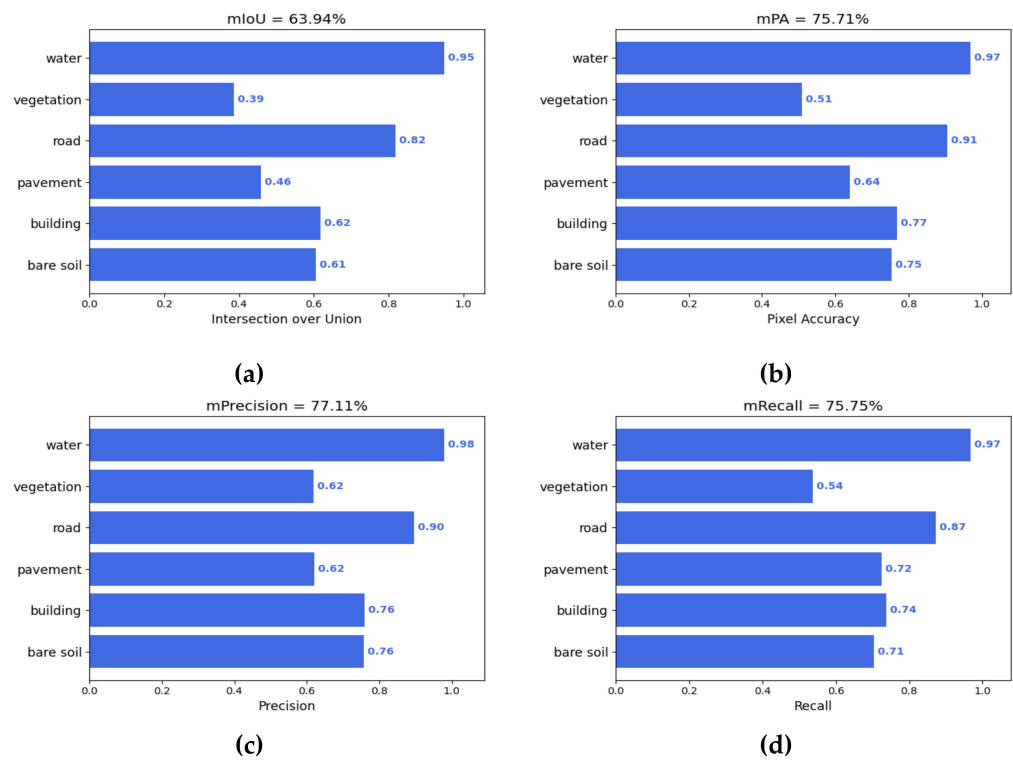 mIoU = 63.94%
water
0.95
vegetation
0.39
road
0.82
pavement
0.46
building
0.62
bare soil
0.61
0.0 0.2 0.4 0.6 0.8 1.0
Intersection over Union
(a)
mPA = 75.71%
water
0.97
vegetation
0.51
road
0.91
pavement
0.64
building
0.77
bare soil
0.75
0.0 0.2 0.4 0.6 0.8 1.0
Pixel Accuracy
(b)
mPrecision = 77.11%
water
0.98
vegetation
0.62
road
0.90
pavement
0.62
building
0.76
bare soil
0.76
0.0 0.2 0.4 0.6 0.8 1.0
Precision
(c)
mRecall = 75.75%
water
0.97
vegetation
0.54
road
0.87
pavement
0.72
building
0.74
bare soil
0.71
0.0 0.2 0.4 0.6 0.8 1.0
Recall
(d)